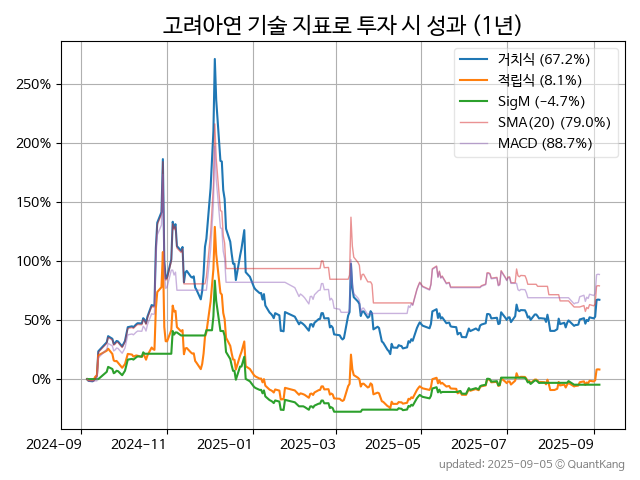 고려아연 기술 지표로 투자 시 성과 (1년)
거치식 (67.2%)
적립식 (8.1%)
SigM (-4.7%)
SMA(20) (79.0%)
MACD (88.7%)
250%
200%
150%
100%
50%
0%
2024-09
2024-11
2025-01
2025-03
2025-05
2025-07
2025-09
updated: 2025-09-05 © QuantKang